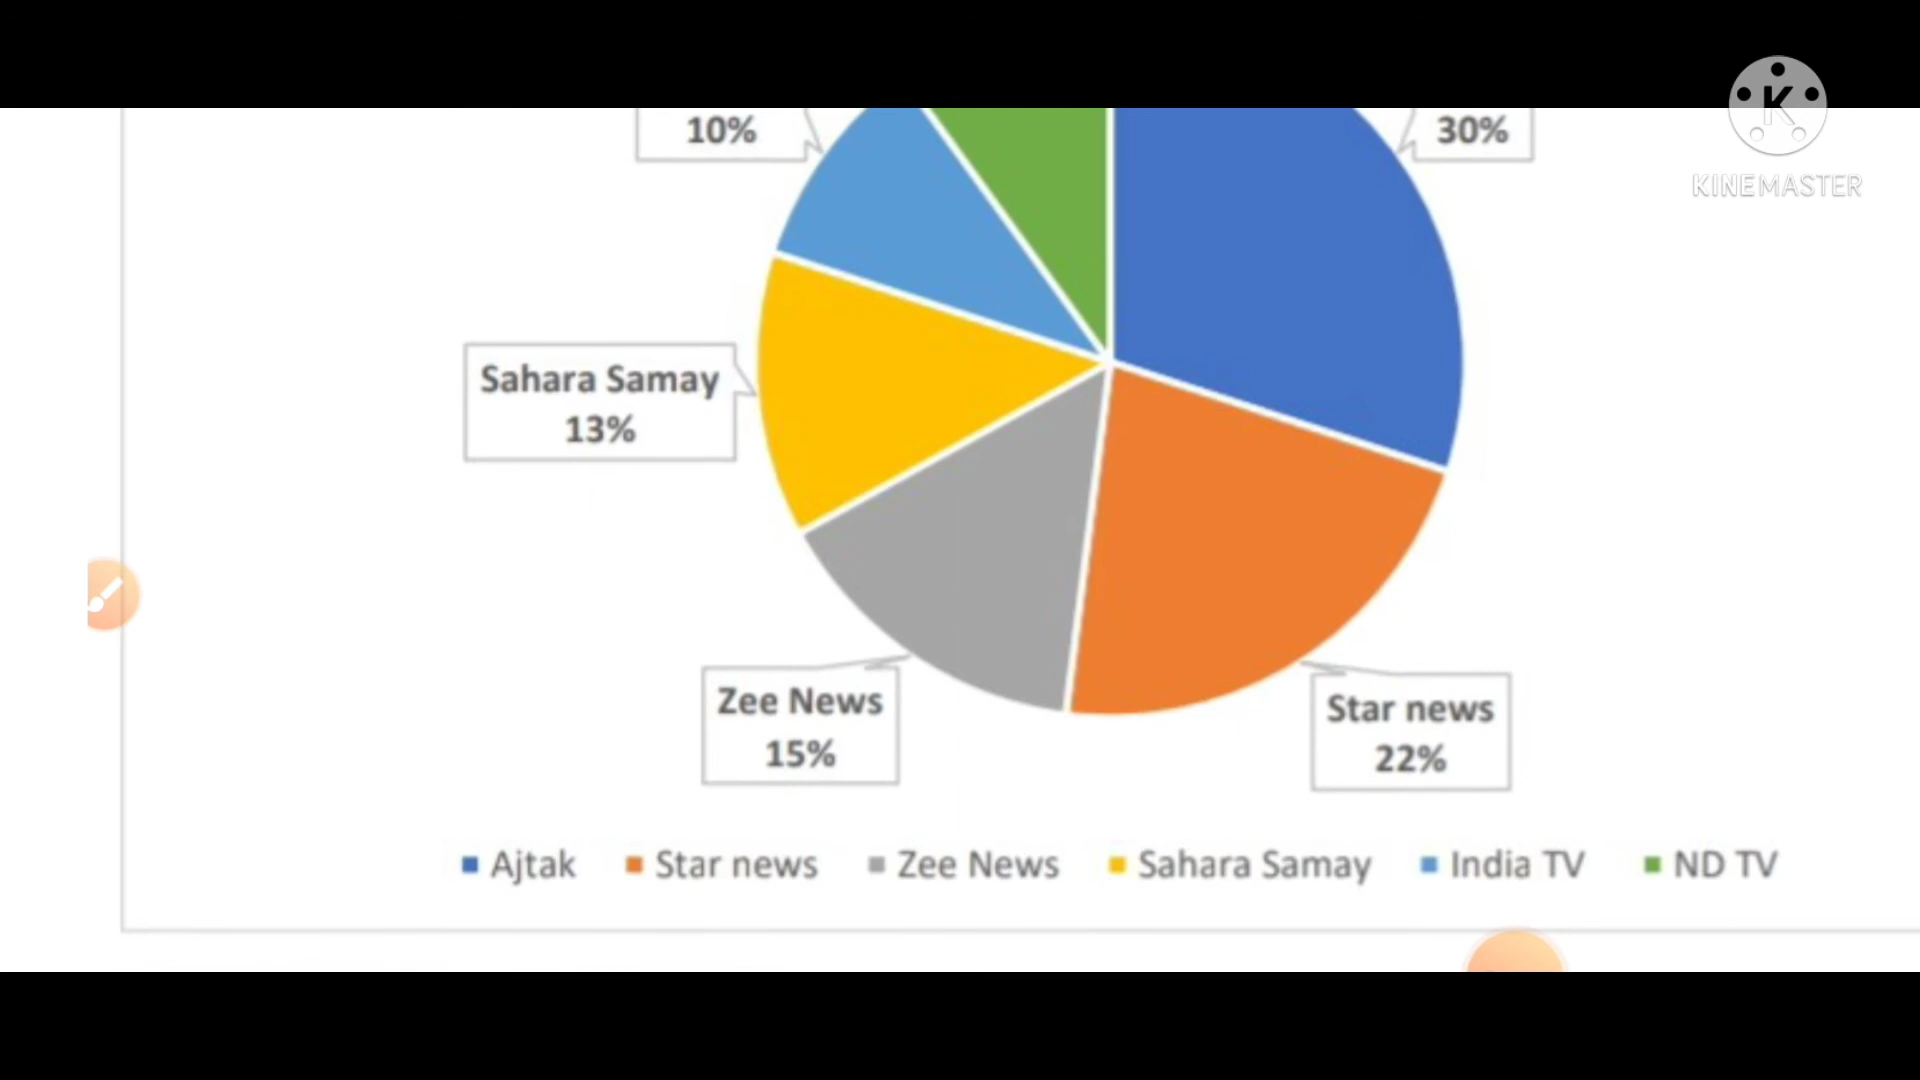 10%
30%
K
KINEMASTER
Sahara Samay
13%
Zee News
15%
Star news
22%
Ajtak Star news Zee News Sahara Samay India TV ND TV